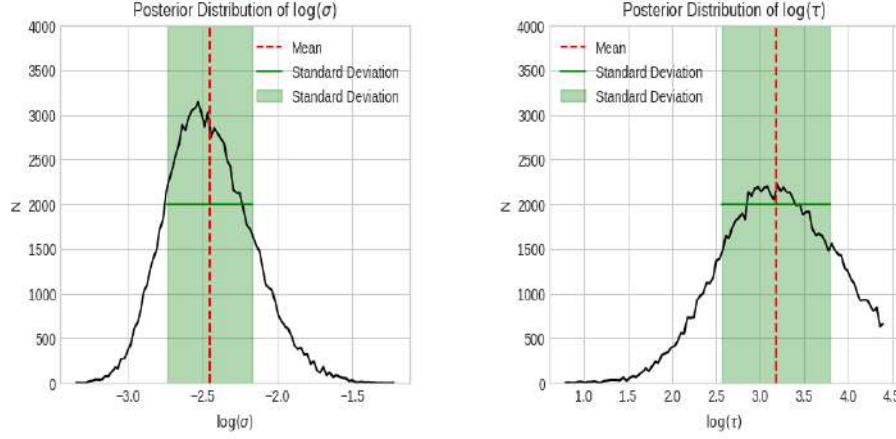 Posterior Distribution of log(σ)
4000
3500
3000
2500
2000
1500
1000
500
0
N
Mean
Standard Deviation
Standard Deviation
−3.0
−2.5
−2.0
−1.5
log(σ)
Posterior Distribution of log(τ)
4000
3500
3000
2500
2000
1500
1000
500
0
N
Mean
Standard Deviation
Standard Deviation
1.0
1.5
2.0
2.5
3.0
3.5
4.0
4.5
log(τ)